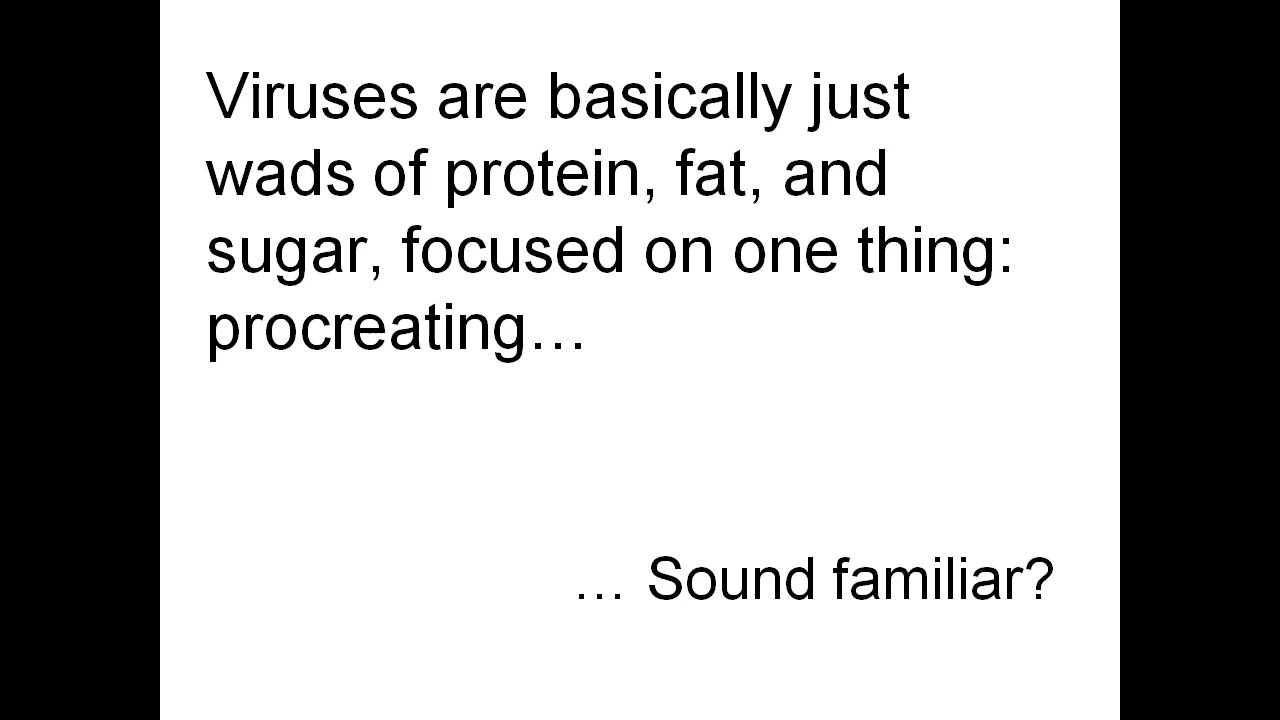 Viruses are basically just
wads of protein, fat, and
sugar, focused on one thing:
procreating…
… Sound familiar?